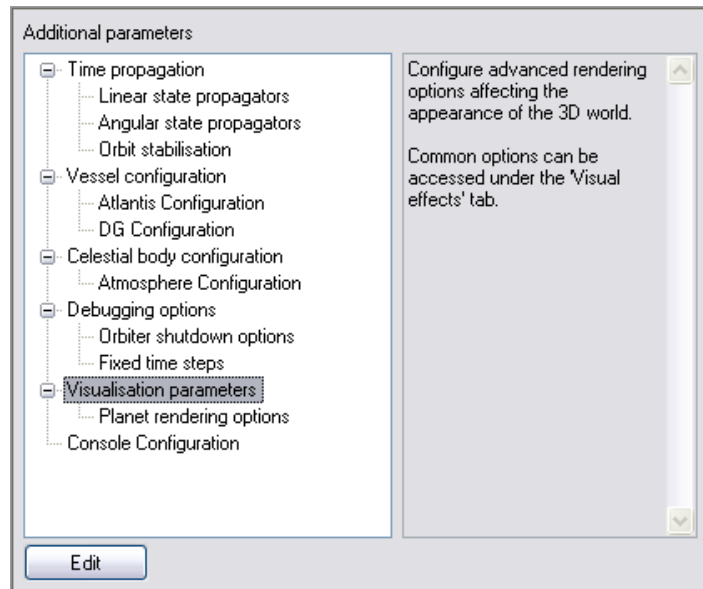 Additional parameters
Time propagation
Linear state propagators
Angular state propagators
Orbit stabilisation
Vessel configuration
Atlantis Configuration
DG Configuration
Celestial body configuration
Atmosphere Configuration
Debugging options
Orbiter shutdown options
Fixed time steps
Visualisation parameters
Planet rendering options
Console Configuration
Configure advanced rendering
options affecting the
appearance of the 3D world.
Common options can be
accessed under the 'Visual
effects' tab.
Edit